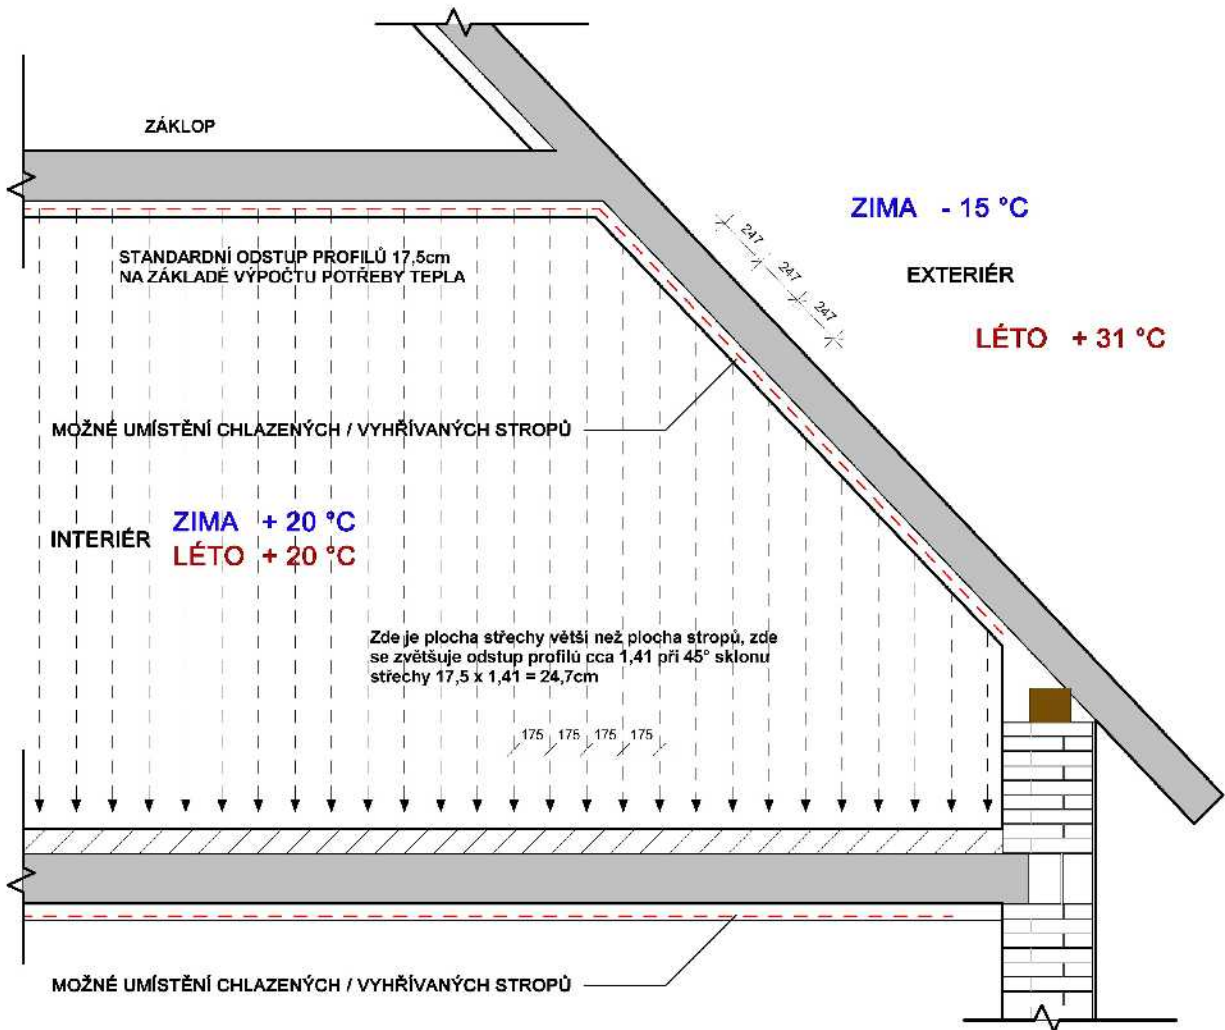 ZÁKLOP
ZIMA - 15 °C
247
247
247
STANDARDNÍ ODSTUP PROFILŮ 17,5cm
NA ZÁKLADĚ VÝPOČTU POTŘEBY TEPLA
EXTERIÉR
LÉTO + 31 °C
MOŽNÉ UMÍSTĚNÍ CHLAZENÝCH / VYHŘÍVANÝCH STROPŮ
INTERIÉR
ZIMA + 20 °C
LÉTO + 20 °C
Zde je plocha střechy větší než plocha stropů, zde
se zvětšuje odstup profilů cca 1,41 při 45° sklonu
střechy 17,5 x 1,41 = 24,7cm
175 175 175 175
MOŽNÉ UMÍSTĚNÍ CHLAZENÝCH / VYHŘÍVANÝCH STROPŮ